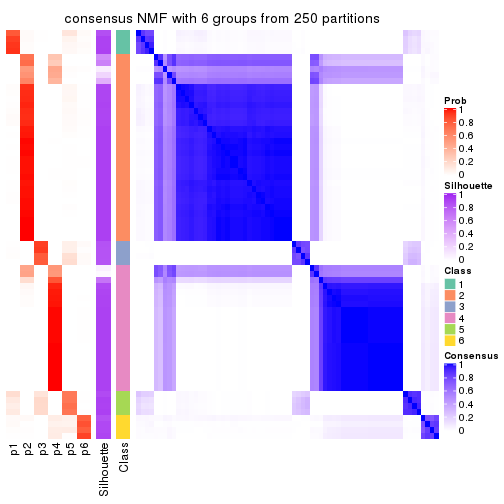 consensus NMF with 6 groups from 250 partitions
Prob
1
0.8
0.6
0.4
0.2
0
Silhouette
1
0.8
0.6
0.4
0.2
0
Class
1
2
3
4
5
6
Consensus
1
0.8
0.6
0.4
0.2
0
p1
p2
p3
p4
p5
p6
Silhouette
Class